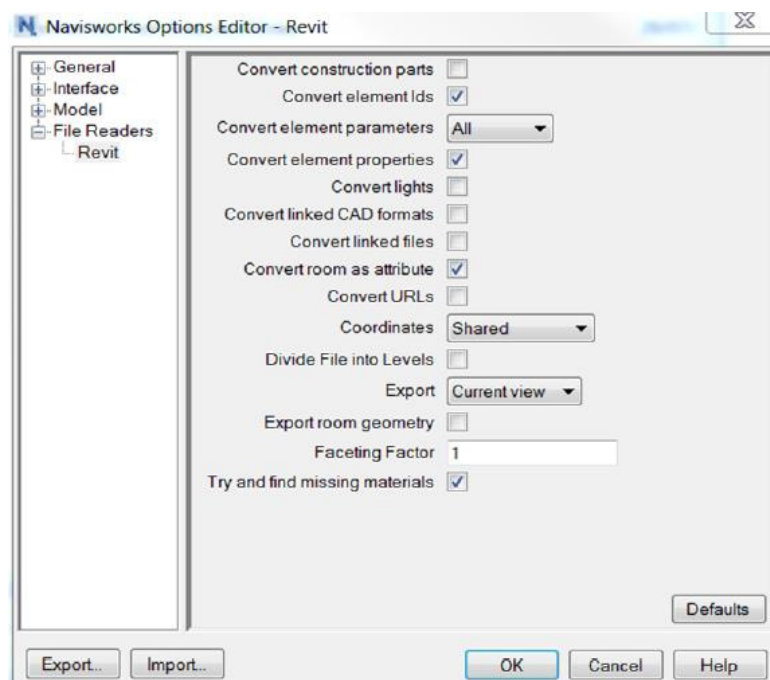 Navisworks Options Editor - Revit
General
Interface
Model
File Readers
Revit
Convert construction parts
Convert element Ids
Convert element parameters All
Convert element properties
Convert lights
Convert linked CAD formats
Convert linked files
Convert room as attribute
Convert URLs
Coordinates Shared
Divide File into Levels
Export Current view
Export room geometry
Faceting Factor 1
Try and find missing materials
Defaults
Export... Import... OK Cancel Help